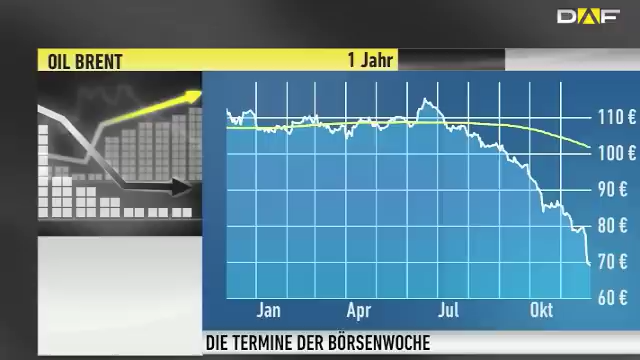 DAF
OIL BRENT 1 Jahr
110 €
100 €
90 €
80 €
70 €
60 €
Jan Apr Jul Okt
DIE TERMINE DER BÖRSENWOCHE